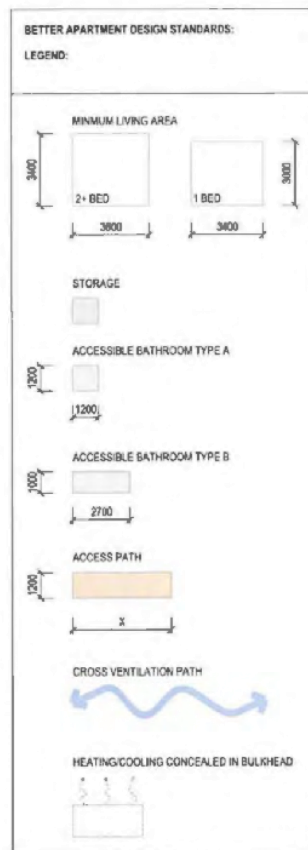 BETTER APARTMENT DESIGN STANDARDS:
LEGEND:
MINMUM LIVING AREA
3400
3000
2+ BED
1 BED
3600
3400
STORAGE
ACCESSIBLE BATHROOM TYPE A
1200
1200
ACCESSIBLE BATHROOM TYPE B
1000
2700
ACCESS PATH
1200
X
CROSS VENTILATION PATH
HEATING/COOLING CONCEALED IN BULKHEAD